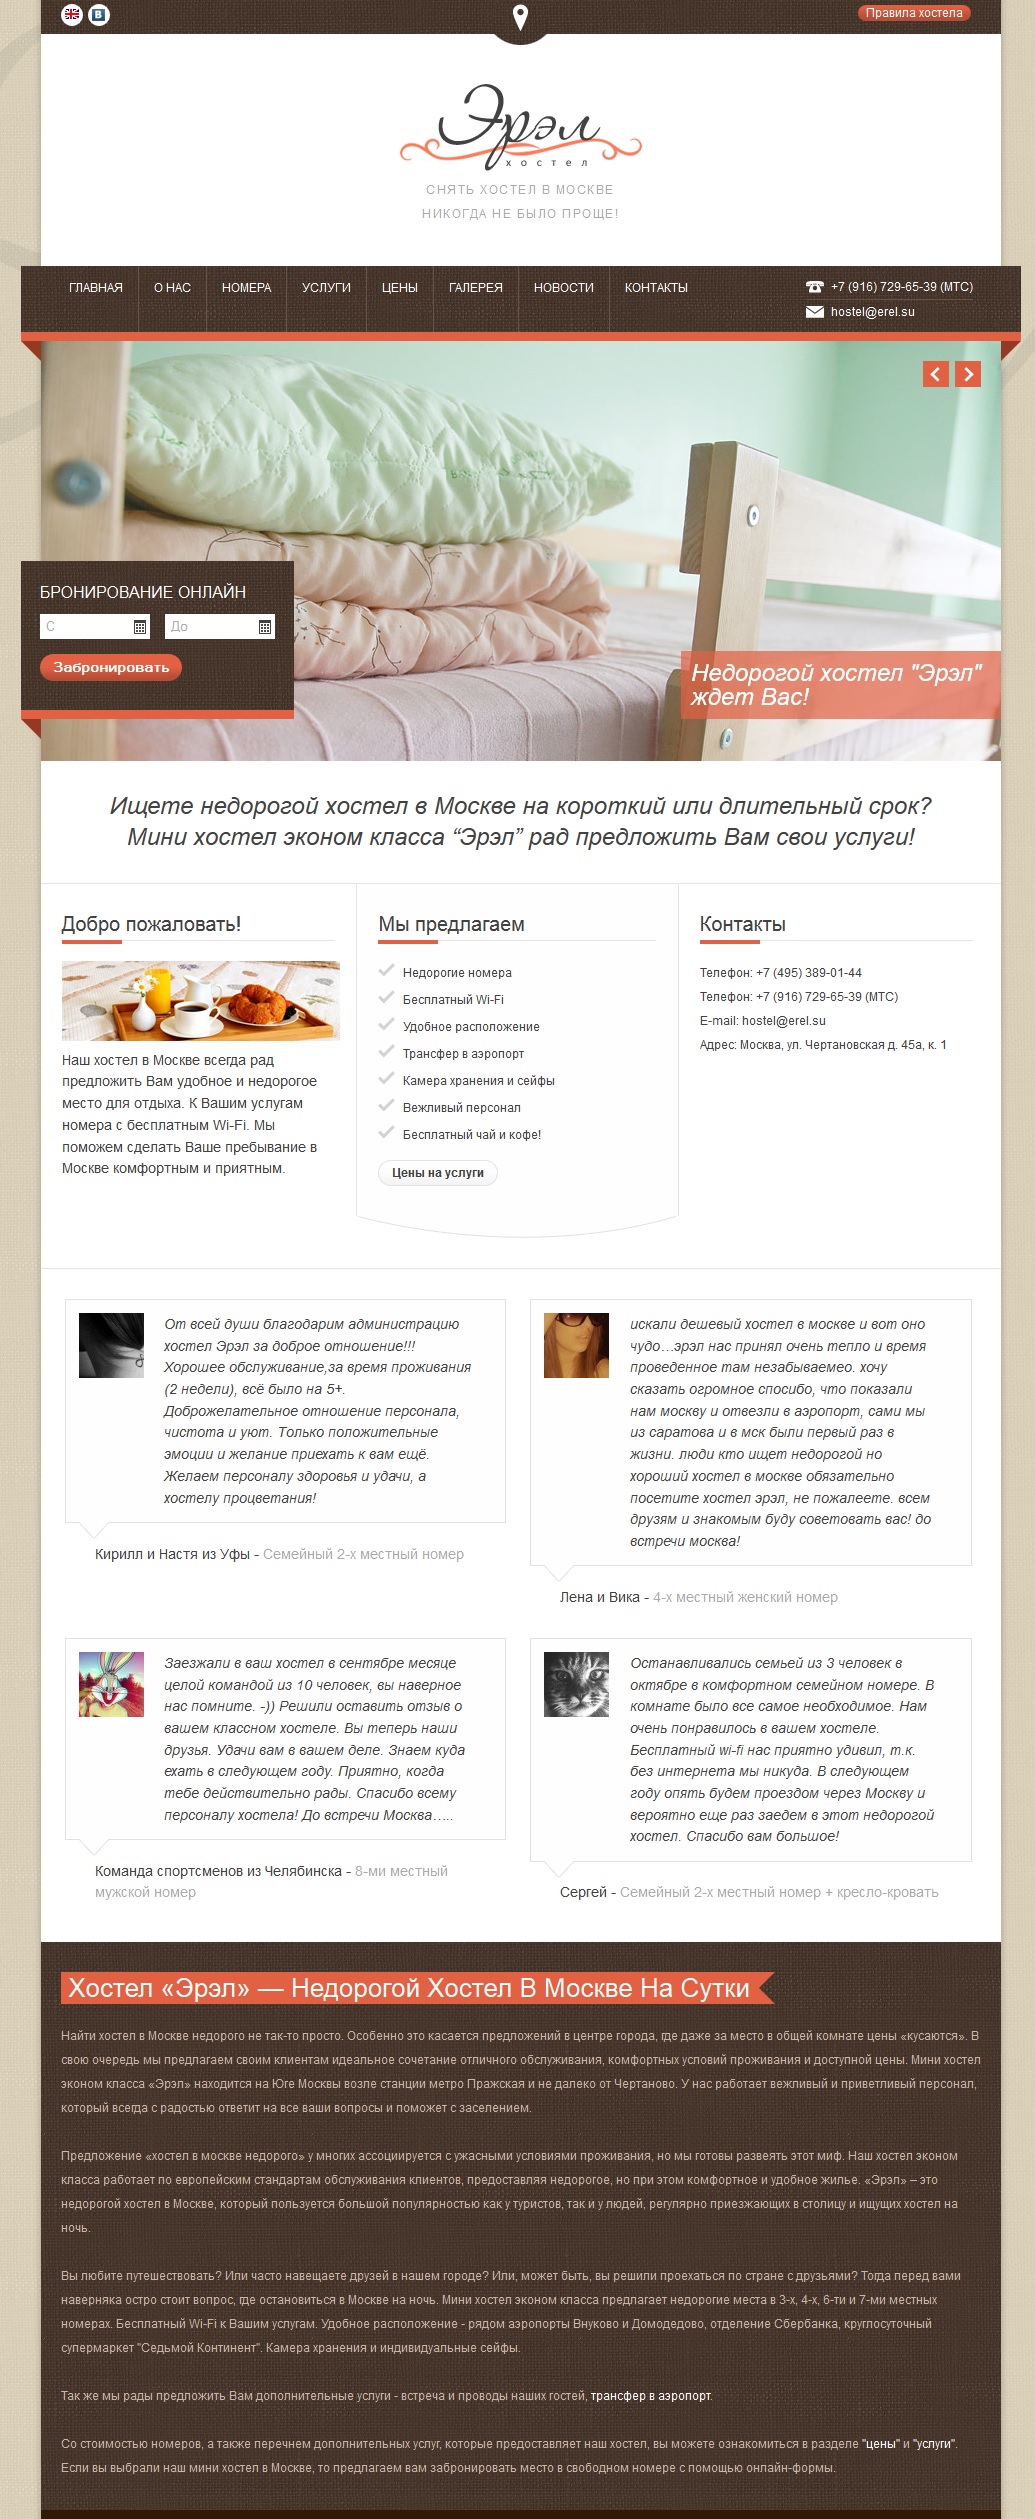 Правила хостела
Эрэл
хостел
СНЯТЬ ХОСТЕЛ В МОСКВЕ
НИКОГДА НЕ БЫЛО ПРОЩЕ!
ГЛАВНАЯ О НАС НОМЕРА УСЛУГИ ЦЕНЫ ГАЛЕРЕЯ НОВОСТИ КОНТАКТЫ
+7 (916) 729-65-39 (МТС)
hostel@erel.su
БРОНИРОВАНИЕ ОНЛАЙН
С До
Забронировать
Недорогой хостел "Эрэл"
ждет Вас!
Ищете недорогой хостел в Москве на короткий или длительный срок?
Мини хостел эконом класса “Эрэл” рад предложить Вам свои услуги!
Добро пожаловать!
Наш хостел в Москве всегда рад
предложить Вам удобное и недорогое
место для отдыха. К Вашим услугам
номера с бесплатным Wi-Fi. Мы
поможем сделать Ваше пребывание в
Москве комфортным и приятным.
Мы предлагаем
Недорогие номера
Бесплатный Wi-Fi
Удобное расположение
Трансфер в аэропорт
Камера хранения и сейфы
Вежливый персонал
Бесплатный чай и кофе!
Цены на услуги
Контакты
Телефон: +7 (495) 389-01-44
Телефон: +7 (916) 729-65-39 (МТС)
E-mail: hostel@erel.su
Адрес: Москва, ул. Чертановская д. 45а, к. 1
От всей души благодарим администрацию
хостел Эрэл за доброе отношение!!!
Хорошее обслуживание,за время проживания
(2 недели), всё было на 5+.
Доброжелательное отношение персонала,
чистота и уют. Только положительные
эмоции и желание приехать к вам ещё.
Желаем персоналу здоровья и удачи, а
хостелу процветания!
Кирилл и Настя из Уфы - Семейный 2-х местный номер
искали дешевый хостел в москве и вот оно
чудо…эрэл нас принял очень тепло и время
проведенное там незабываемео. хочу
сказать огромное спосибо, что показали
нам москву и отвезли в аэропорт, сами мы
из саратова и в мск были первый раз в
жизни. люди кто ищет недорогой но
хороший хостел в москве обязательно
посетите хостел эрэл, не пожалеете. всем
друзям и знакомым буду советовать вас! до
встречи москва!
Лена и Вика - 4-х местный женский номер
Заезжали в ваш хостел в сентябре месяце
целой командой из 10 человек, вы наверное
нас помните. -)) Решили оставить отзыв о
вашем классном хостеле. Вы теперь наши
друзья. Удачи вам в вашем деле. Знаем куда
ехать в следующем году. Приятно, когда
тебе действительно рады. Спасибо всему
персоналу хостела! До встречи Москва…..
Команда спортсменов из Челябинска - 8-ми местный
мужской номер
Останавливались семьей из 3 человек в
октябре в комфортном семейном номере. В
комнате было все самое необходимое. Нам
очень понравилось в вашем хостеле.
Бесплатный wi-fi нас приятно удивил, т.к.
без интернета мы никуда. В следующем
году опять будем проездом через Москву и
вероятно еще раз заедем в этот недорогой
хостел. Спасибо вам большое!
Сергей - Семейный 2-х местный номер + кресло-кровать
Хостел «Эрэл» — Недорогой Хостел В Москве На Сутки
Найти хостел в Москве недорого не так-то просто. Особенно это касается предложений в центре города, где даже за место в общей комнате цены «кусаются». В
свою очередь мы предлагаем своим клиентам идеальное сочетание отличного обслуживания, комфортных условий проживания и доступной цены. Мини хостел
эконом класса «Эрэл» находится на Юге Москвы возле станции метро Пражская и не далеко от Чертаново. У нас работает вежливый и приветливый персонал,
который всегда с радостью ответит на все ваши вопросы и поможет с заселением.
Предложение «хостел в москве недорого» у многих ассоциируется с ужасными условиями проживания, но мы готовы развеять этот миф. Наш хостел эконом
класса работает по европейским стандартам обслуживания клиентов, предоставляя недорогое, но при этом комфортное и удобное жилье. «Эрэл» – это
недорогой хостел в Москве, который пользуется большой популярностью как у туристов, так и у людей, регулярно приезжающих в столицу и ищущих хостел на
ночь.
Вы любите путешествовать? Или часто навещаете друзей в нашем городе? Или, может быть, вы решили проехаться по стране с друзьями? Тогда перед вами
наверняка остро стоит вопрос, где остановиться в Москве на ночь. Мини хостел эконом класса предлагает недорогие места в 3-х, 4-х, 6-ти и 7-ми местных
номерах. Бесплатный Wi-Fi к Вашим услугам. Удобное расположение - рядом аэропорты Внуково и Домодедово, отделение Сбербанка, круглосуточный
супермаркет "Седьмой Континент". Камера хранения и индивидуальные сейфы.
Так же мы рады предложить Вам дополнительные услуги - встреча и проводы наших гостей, трансфер в аэропорт.
Со стоимостью номеров, а также перечнем дополнительных услуг, которые предоставляет наш хостел, вы можете ознакомиться в разделе "цены" и "услуги".
Если вы выбрали наш мини хостел в Москве, то предлагаем вам забронировать место в свободном номере с помощью онлайн-формы.